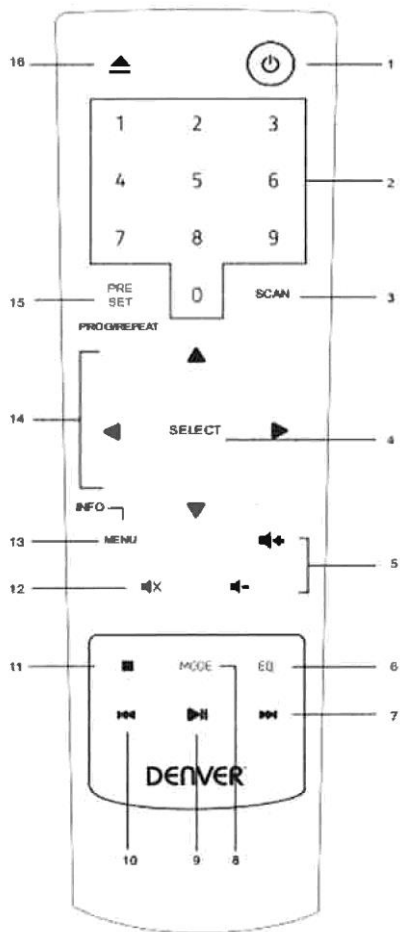 16
1
1 2 3
4 5 6
2
7 8 9
15
PRE
SET
0
SCAN
3
PROG/REPEAT
14
SELECT
4
INFO
13
MENU
5
12
11
MODE
EQ
6
7
DENVER
10
9
8